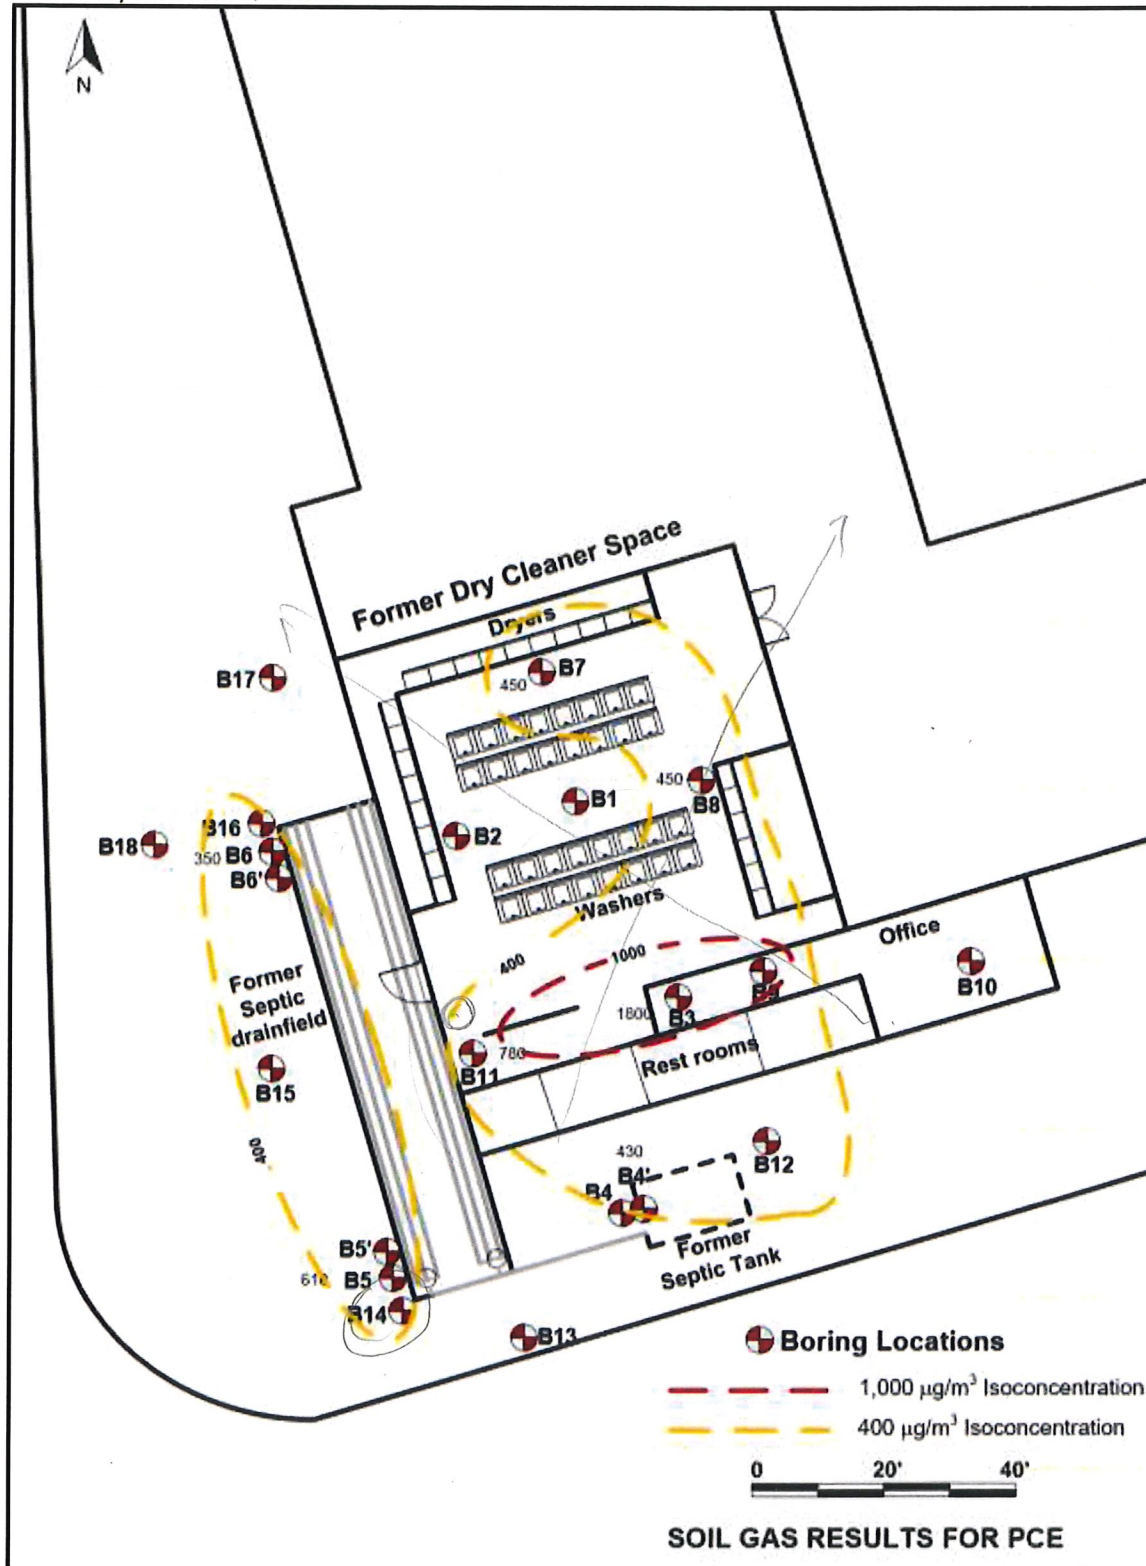 N
Former Dry Cleaner Space
Dryers
B7
450
B17
450
B8
B1
B2
B16
B18
350
B6
B6'
Washers
Office
400
1000
Former
Septic
drainfield
B9
B10
1800
B3
780
B11
Rest rooms
B15
400
430
B4'
B4
B12
Former
Septic Tank
B5'
610
B5
B14
B13
Boring Locations
1,000 µg/m³ Isoconcentration
400 µg/m³ Isoconcentration
0 20' 40'
SOIL GAS RESULTS FOR PCE